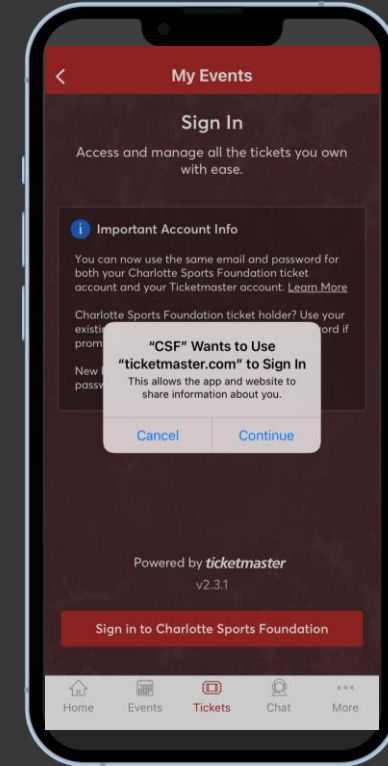 My Events
Sign In
Access and manage all the tickets you own
with ease.
i Important Account Info
You can now use the same email and password for
both your Charlotte Sports Foundation ticket
account and your Ticketmaster account. Learn More
Charlotte Sports Foundation ticket holder? Use your
if
"CSF" Wants to Use
"ticketmaster.com" to Sign In
This allows the app and website to
share information about you.
New
Cancel Continue
Powered by ticketmaster
v2.3.1
Sign in to Charlotte Sports Foundation
Home Events Tickets Chat More